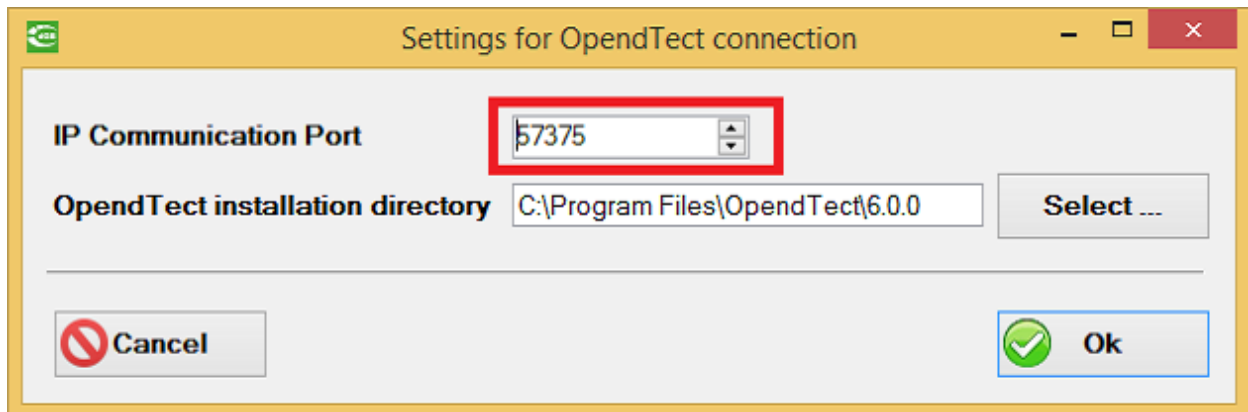 Settings for OpendTect connection
IP Communication Port 57375
OpendTect installation directory C:\Program Files\OpendTect\6.0.0 Select ...
Cancel Ok